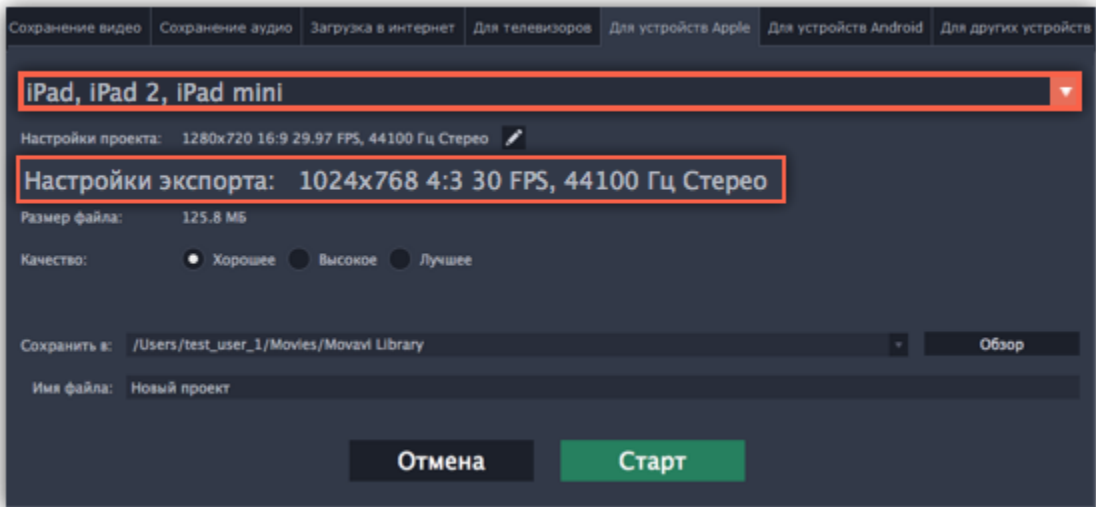 Сохранение видео Сохранение аудио Загрузка в интернет Для телевизоров Для устройств Apple Для устройств Android Для других устройств
iPad, iPad 2, iPad mini
Настройки проекта: 1280x720 16:9 29.97 FPS, 44100 Гц Стерео
Настройки экспорта: 1024x768 4:3 30 FPS, 44100 Гц Стерео
Размер файла: 125.8 МБ
Качество: Хорошее Высокое Лучшее
Сохранить в: /Users/test_user_1/Movies/Movavi Library Обзор
Имя файла: Новый проект
Отмена Старт